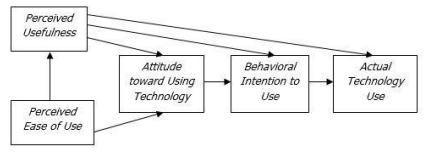 Perceived
Usefulness
Attitude
toward Using
Technology
Behavioral
Intention to
Use
Actual
Technology
Use
Perceived
Ease of Use